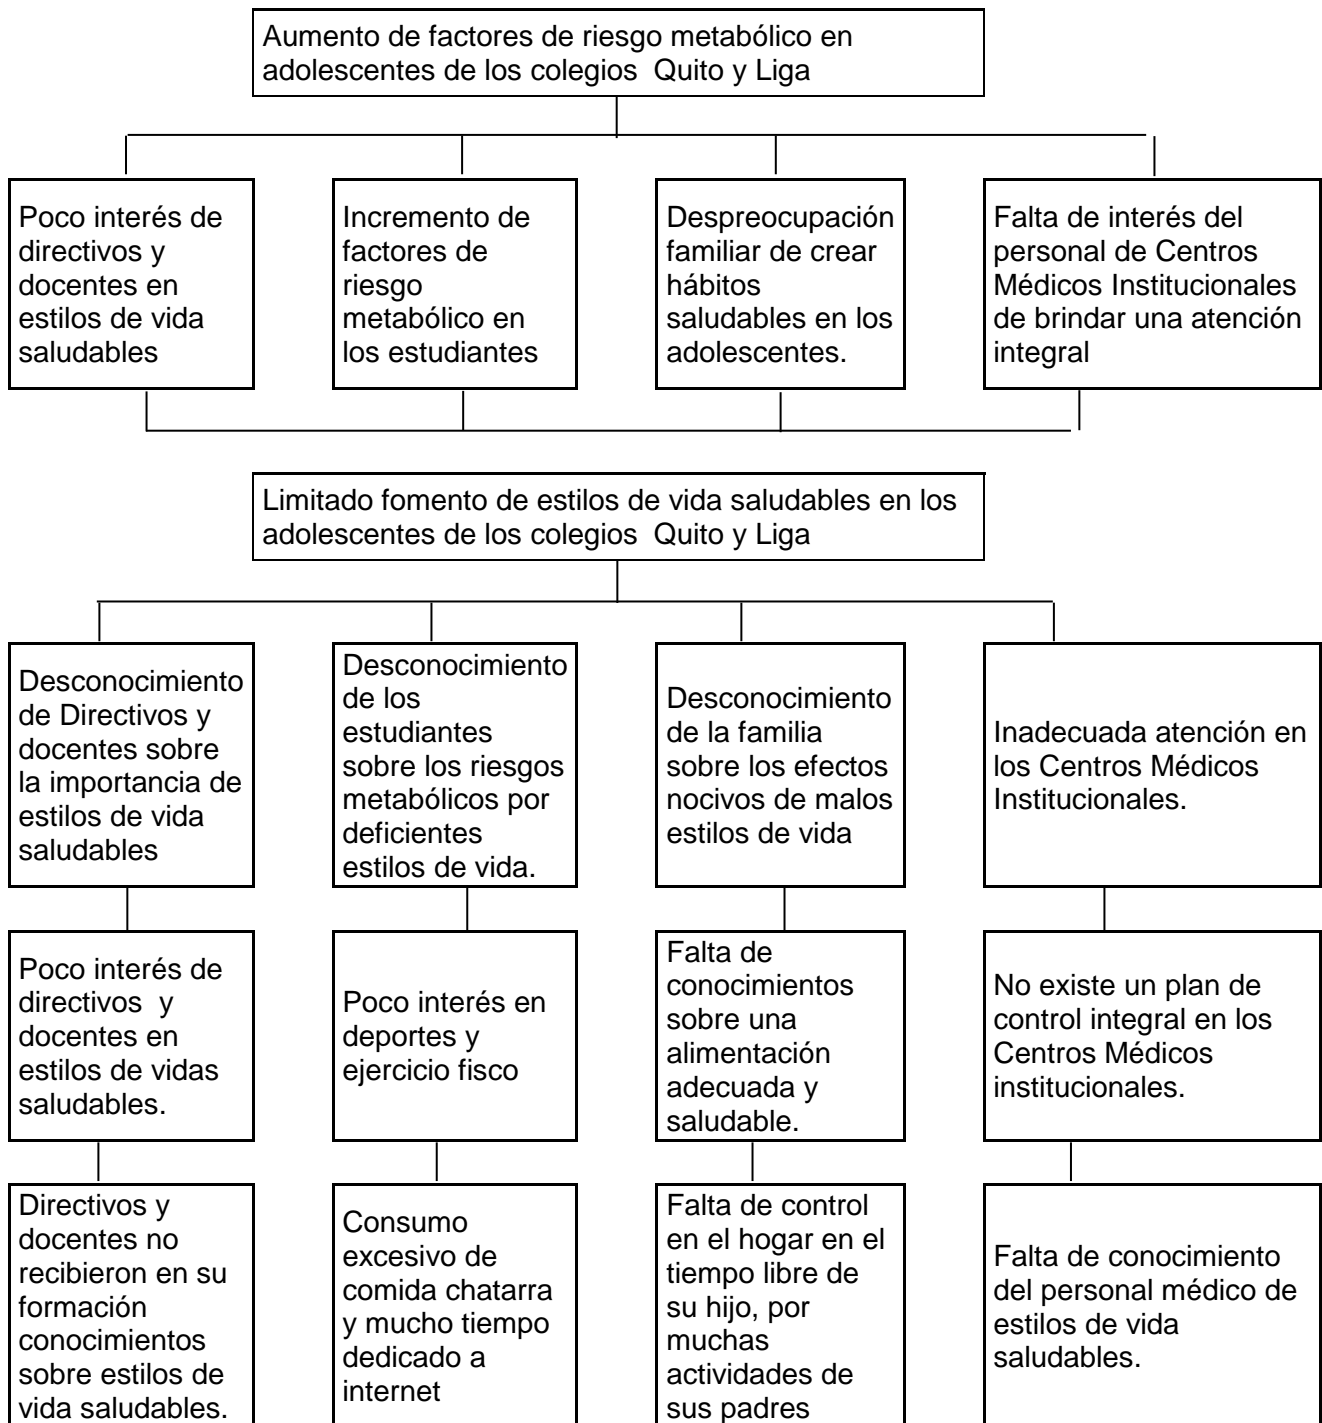 Aumento de factores de riesgo metabólico en
adolescentes de los colegios  Quito y Liga
Poco interés de
directivos y
docentes en
estilos de vida
saludables
Incremento de
factores de
riesgo
metabólico en
los estudiantes
Despreocupación
familiar de crear
hábitos
saludables en los
adolescentes.
Falta de interés del
personal de Centros
Médicos Institucionales
de brindar una atención
integral
Limitado fomento de estilos de vida saludables en los
adolescentes de los colegios  Quito y Liga
Desconocimiento
de Directivos y
docentes sobre
la importancia de
estilos de vida
saludables
Desconocimiento
de los
estudiantes
sobre los riesgos
metabólicos por
deficientes
estilos de vida.
Desconocimiento
de la familia
sobre los efectos
nocivos de malos
estilos de vida
Inadecuada atención en
los Centros Médicos
Institucionales.
Poco interés de
directivos  y
docentes en
estilos de vidas
saludables.
Poco interés en
deportes y
ejercicio fisco
Falta de
conocimientos
sobre una
alimentación
adecuada y
saludable.
No existe un plan de
control integral en los
Centros Médicos
institucionales.
Directivos y
docentes no
recibieron en su
formación
conocimientos
sobre estilos de
vida saludables.
Consumo
excesivo de
comida chatarra
y mucho tiempo
dedicado a
internet
Falta de control
en el hogar en el
tiempo libre de
su hijo, por
muchas
actividades de
sus padres
Falta de conocimiento
del personal médico de
estilos de vida
saludables.